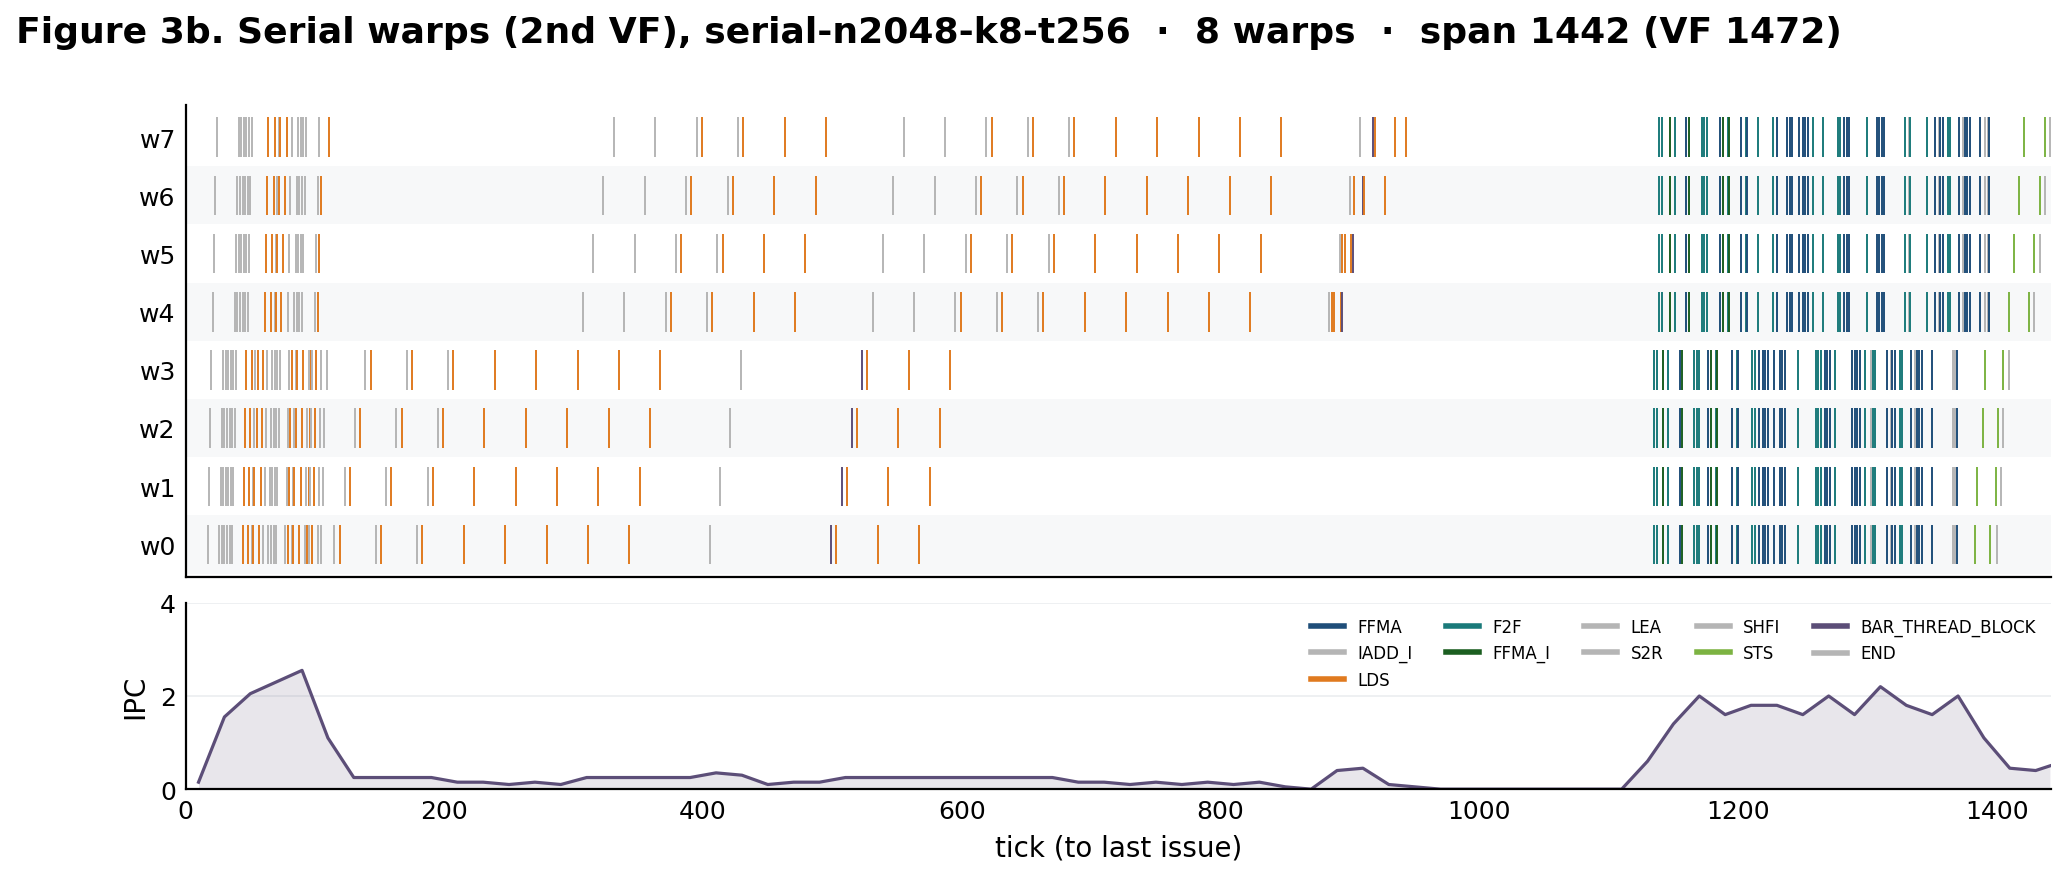 Figure 3b. Serial warps (2nd VF), serial-n2048-k8-t256 · 8 warps · span 1442 (VF 1472)
w7
w6
w5
w4
w3
w2
w1
w0
4
2
0
IPC
FFMA
IADD_I
LDS
F2F
FFMA_I
LEA
S2R
SHFI
STS
BAR_THREAD_BLOCK
END
0 200 400 600 800 1000 1200 1400
tick (to last issue)